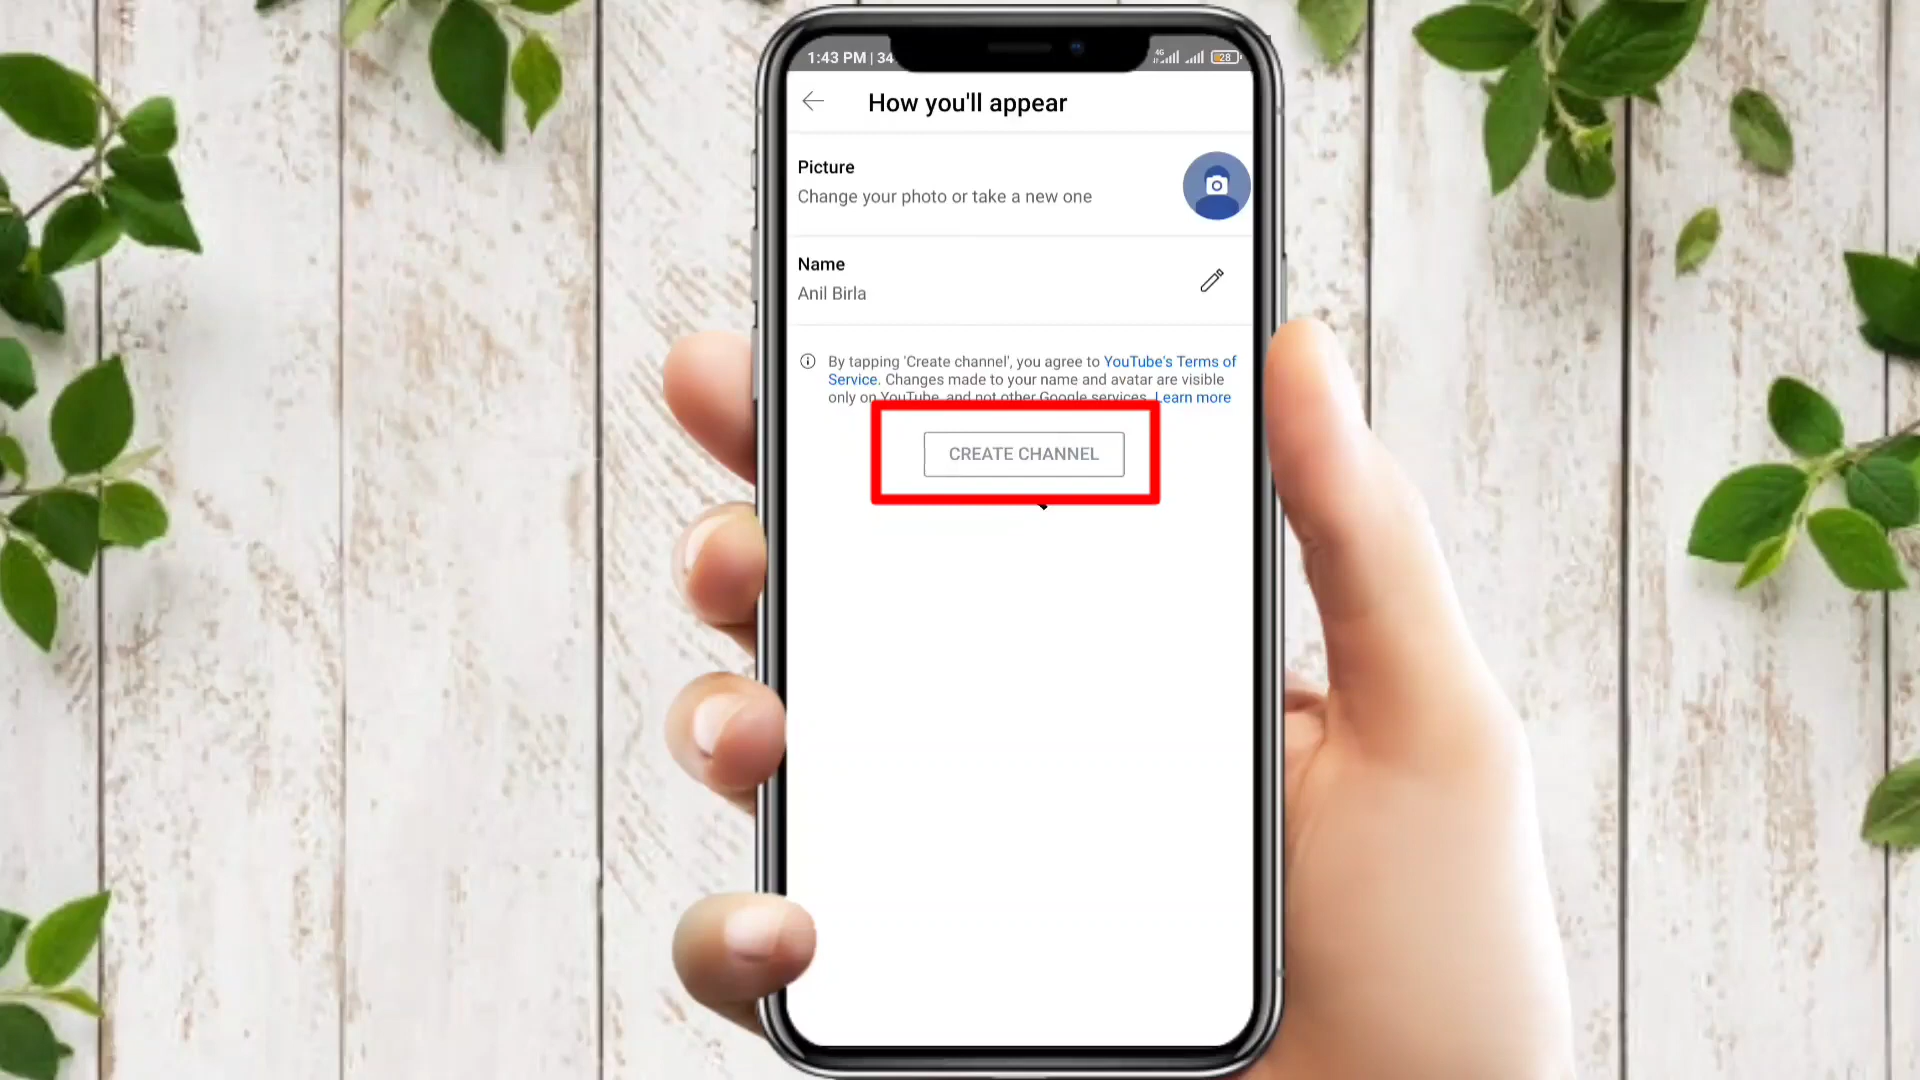 1:43 PM | 34
4G
28
How you'll appear
Picture
Change your photo or take a new one
Name
Anil Birla
By tapping 'Create channel', you agree to YouTube's Terms of
Service. Changes made to your name and avatar are visible
only on YouTube, and not other Google services. Learn more
CREATE CHANNEL